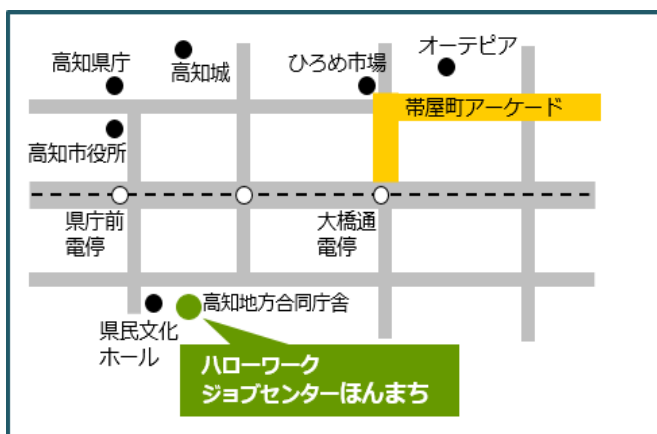 オーテピア
高知県庁
高知城
ひろめ市場
帯屋町アーケード
高知市役所
県庁前
電停
大橋通
電停
高知地方合同庁舎
県民文化
ホール
ハローワーク
ジョブセンターほんまち